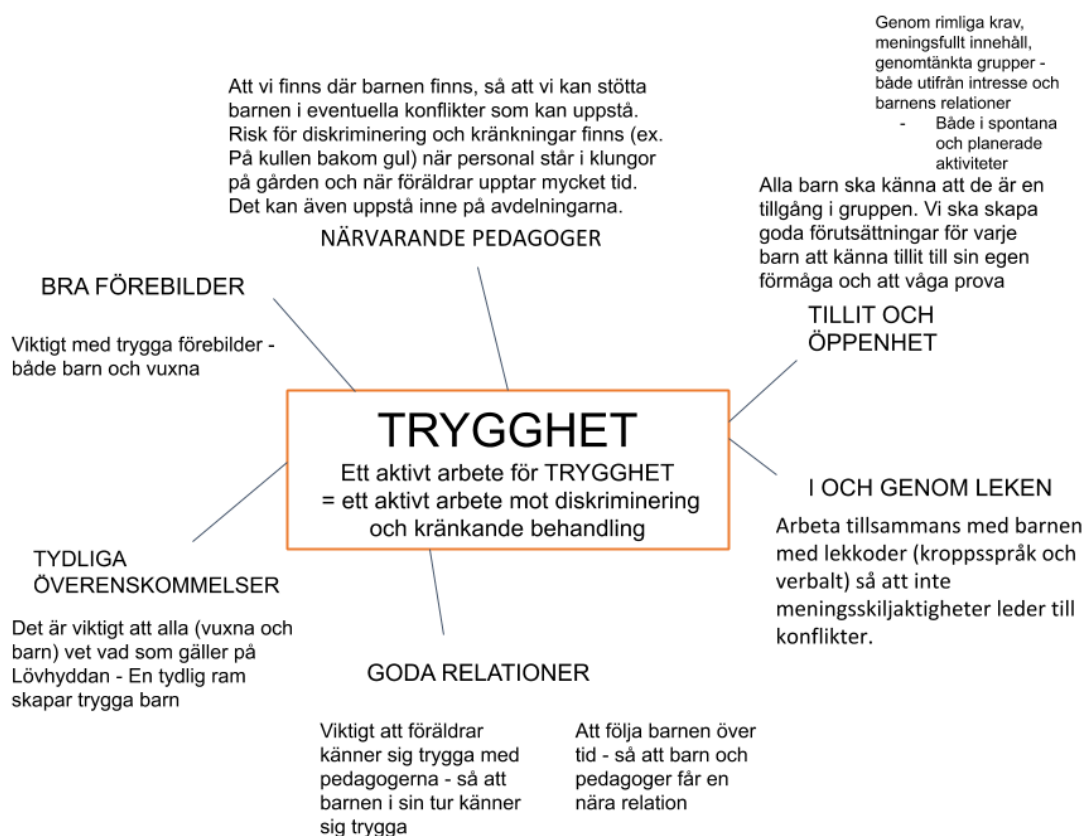 Genom rimliga krav,
meningsfullt innehåll,
genomtänkta grupper -
både utifrån intresse och
barnens relationer
- Både i spontana
och planerade
aktiviteter
Att vi finns där barnen finns, så att vi kan stötta
barnen i eventuella konflikter som kan uppstå.
Risk för diskriminering och kränkningar finns (ex.
På kullen bakom gul) när personal står i klungor
på gården och när föräldrar upptar mycket tid.
Det kan även uppstå inne på avdelningarna.
NÄRVARANDE PEDAGOGER
Alla barn ska känna att de är en
tillgång i gruppen. Vi ska skapa
goda förutsättningar för varje
barn att känna tillit till sin egen
förmåga och att våga prova
TILLIT OCH
ÖPPENHET
BRA FÖREBILDER
Viktigt med trygga förebilder -
både barn och vuxna
TRYGGHET
Ett aktivt arbete för TRYGGHET
= ett aktivt arbete mot diskriminering
och kränkande behandling
I OCH GENOM LEKEN
Arbeta tillsammans med barnen
med lekkoder (kroppsspråk och
verbalt) så att inte
meningsskiljaktigheter leder till
konflikter.
TYDLIGA
ÖVERENSKOMMELSER
Det är viktigt att alla (vuxna och
barn) vet vad som gäller på
Lövhyddan - En tydlig ram
skapar trygga barn
GODA RELATIONER
Viktigt att föräldrar
känner sig trygga med
pedagogerna - så att
barnen i sin tur känner
sig trygga
Att följa barnen över
tid - så att barn och
pedagoger får en
nära relation